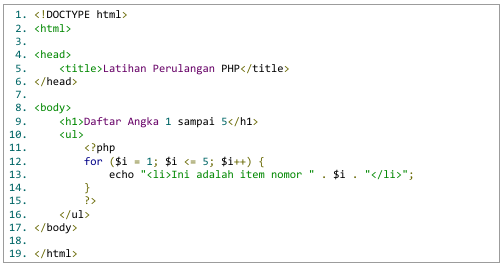 1. <!DOCTYPE html>
2. <html>
3.
4. <head>
5.     <title>Latihan Perulangan PHP</title>
6. </head>
7.
8. <body>
9.     <h1>Daftar Angka 1 sampai 5</h1>
10.     <ul>
11.         <?php
12.         for ($i = 1; $i <= 5; $i++) {
13.             echo "<li>Ini adalah item nomor " . $i . "</li>";
14.         }
15.         ?>
16.     </ul>
17. </body>
18.
19. </html>